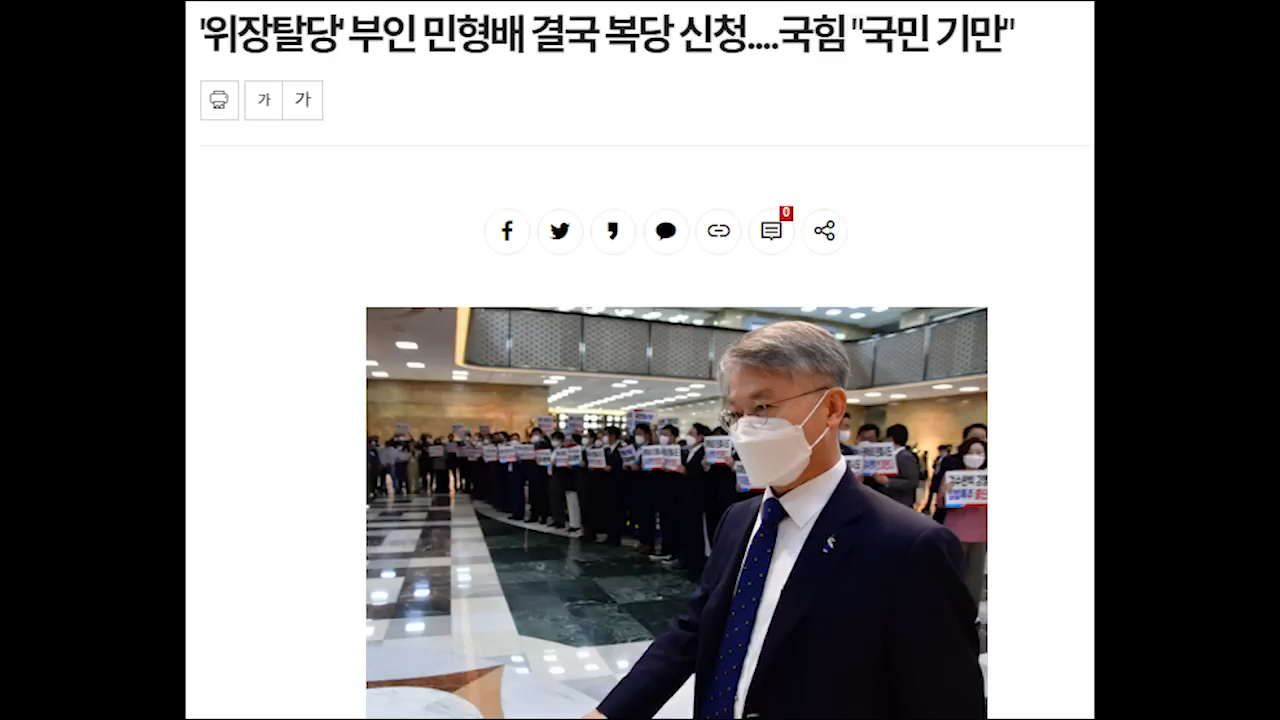 '위장탈당' 부인 민형배 결국 복당 신청....국힘 "국민 기만"
가 가
0